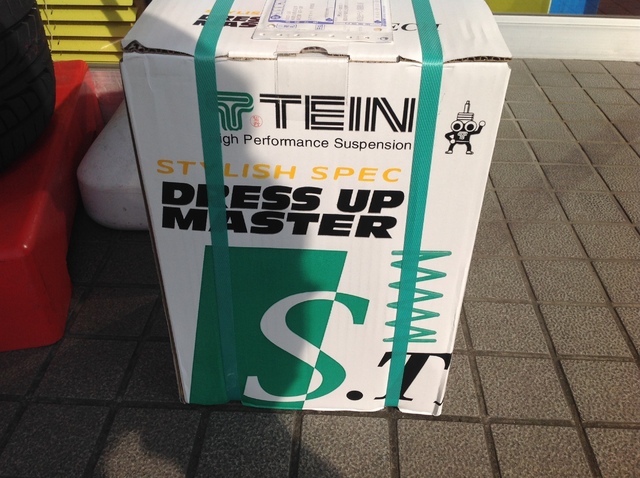 TEIN
High Performance Suspension
STYLISH SPEC
DRESS UP
MASTER
S.T